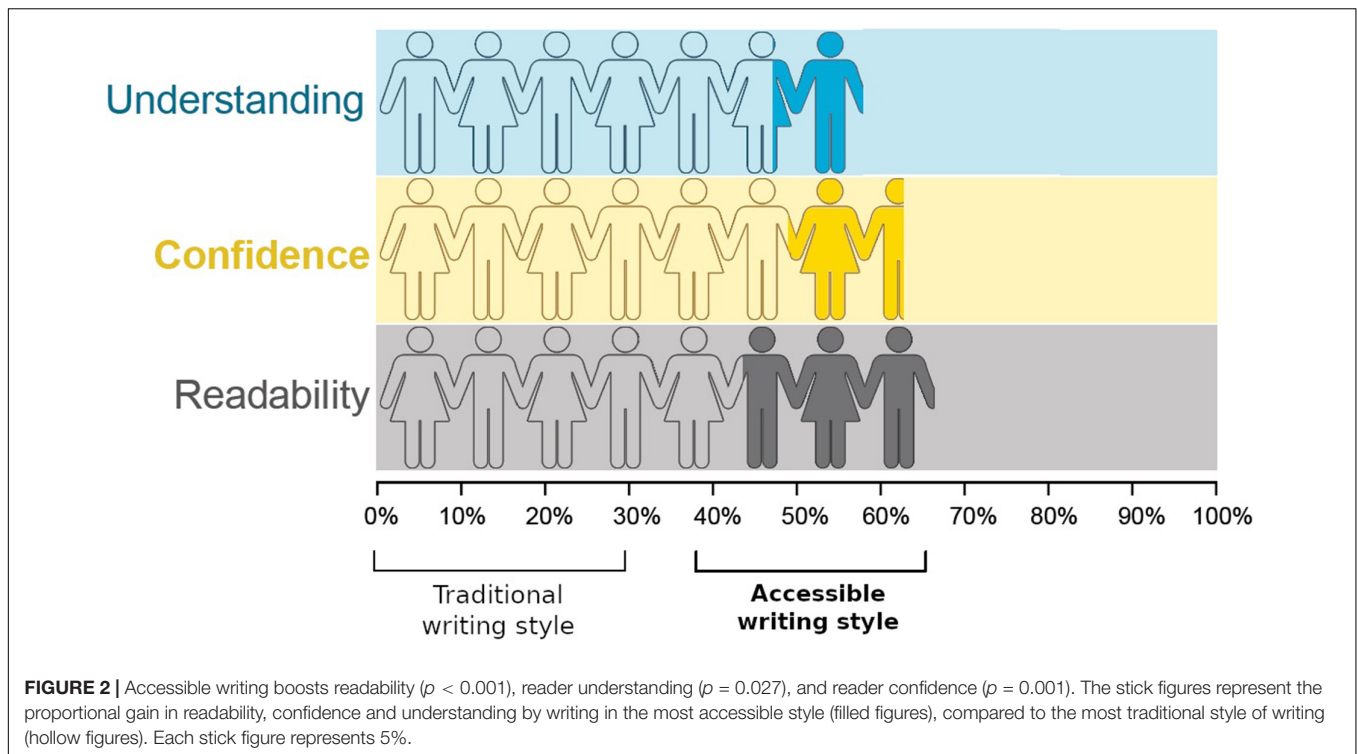 Understanding
Confidence
Readability
0% 10% 20% 30% 40% 50% 60% 70% 80% 90% 100%
Traditional
writing style
Accessible
writing style
FIGURE 2 | Accessible writing boosts readability (p < 0.001), reader understanding (p = 0.027), and reader confidence (p = 0.001). The stick figures represent the
proportional gain in readability, confidence and understanding by writing in the most accessible style (filled figures), compared to the most traditional style of writing
(hollow figures). Each stick figure represents 5%.